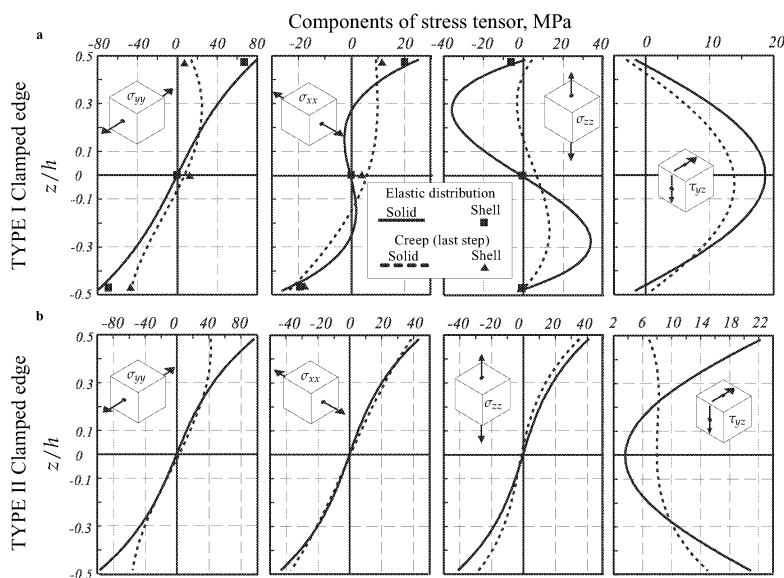 Components of stress tensor, MPa
a
-80 -40 0 40 80
-20 0 20
-40 -20 0 20 40
0 10 20
TYPE I Clamped edge
z/h
0.5
0.3
0.1
0
-0.1
-0.3
-0.5
σyy
σxx
σzz
τyz
Elastic distribution
Solid Shell
Creep (last step)
Solid Shell
b
-80 -40 0 40
-40 -20 0 20 40
-40 -20 0 20 40
2 6 10 14 18 22
TYPE II Clamped edge
z/h
0.5
0.3
0.1
0
-0.1
-0.3
-0.5
σyy
σxx
σzz
τyz